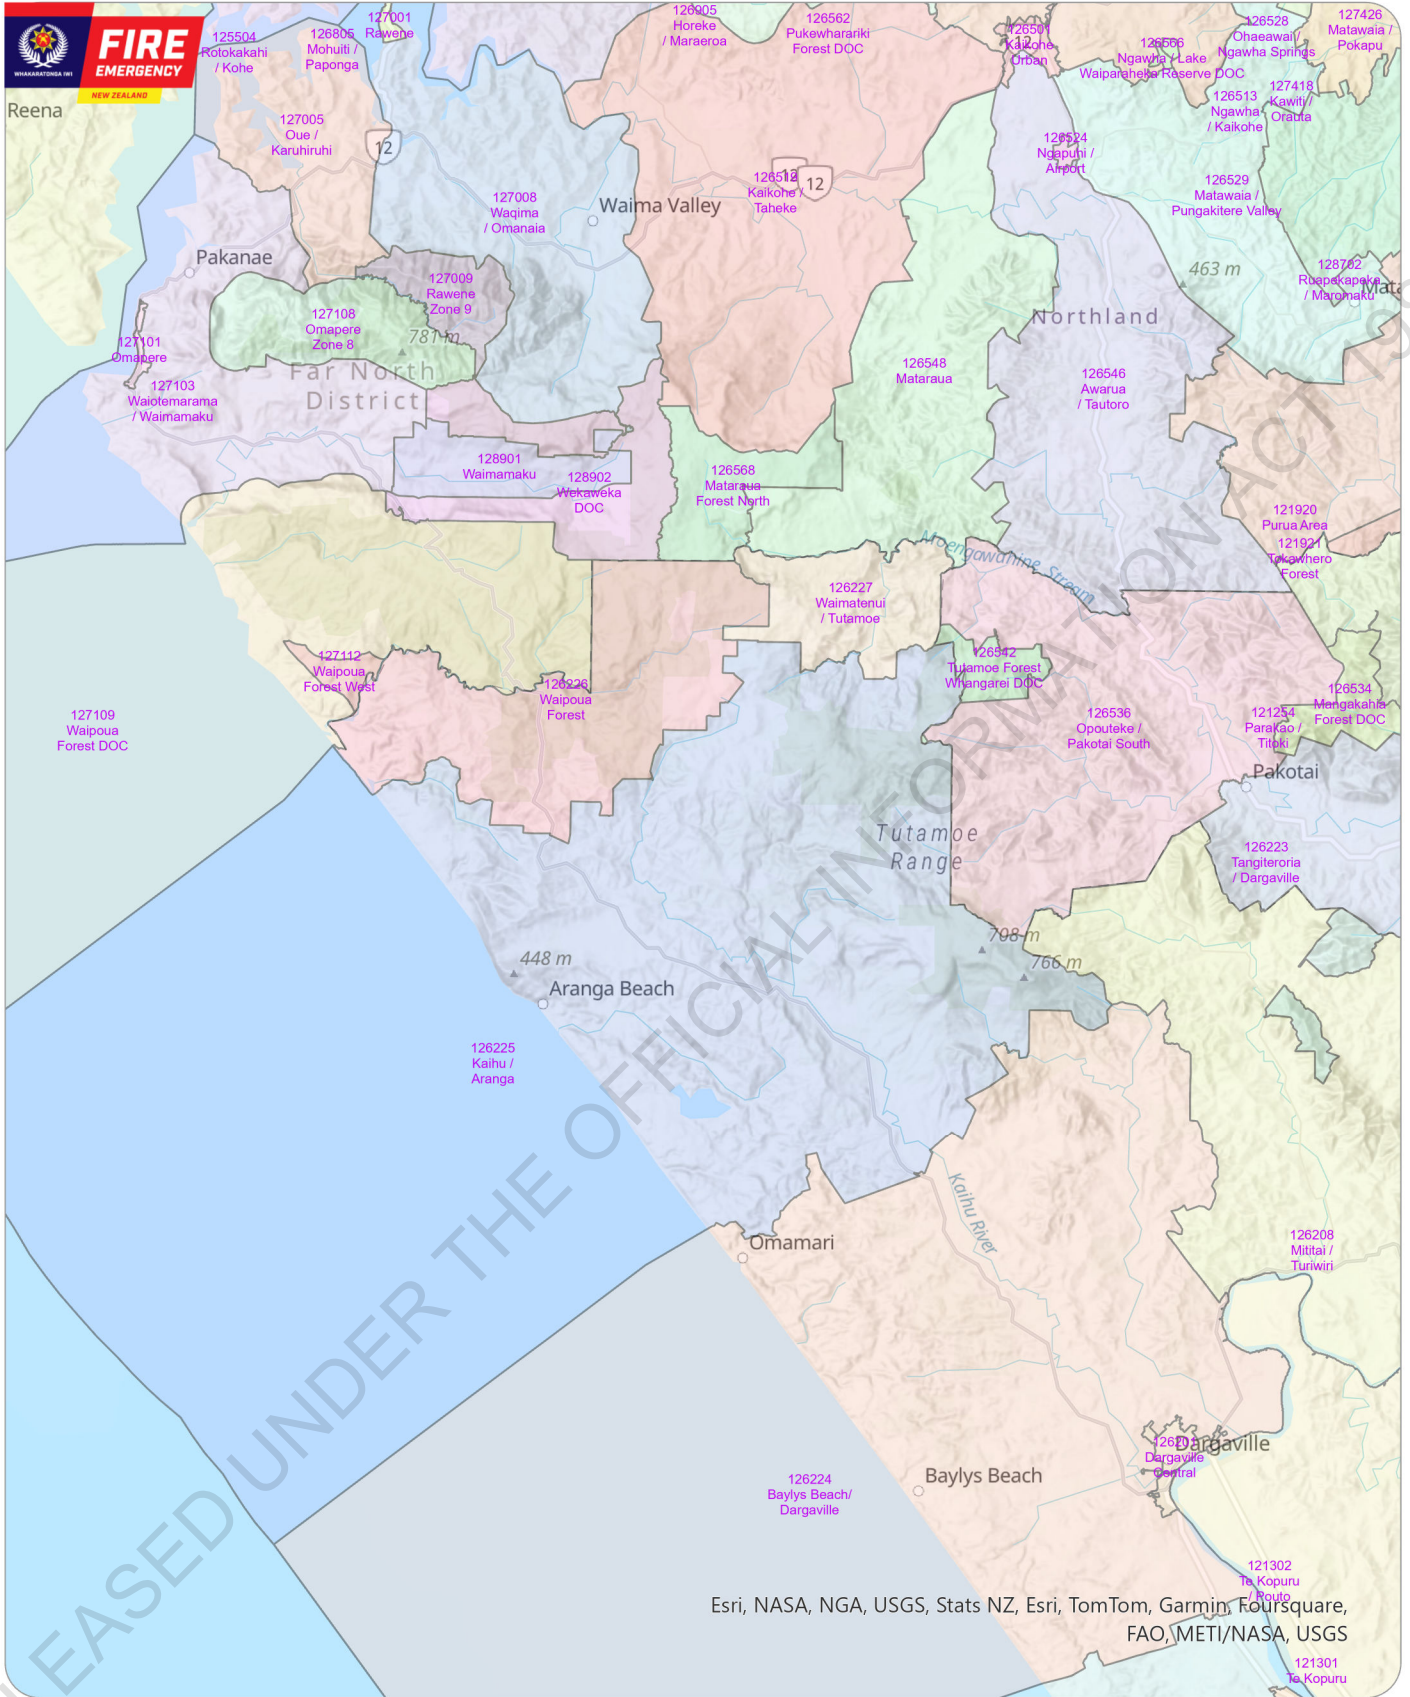 FIRE
EMERGENCY
NEW ZEALAND
WHAKARATONGA IWI
Reena
125504
Rotokakahi
/ Kohe
126805
Mohuiti /
Paponga
127001
Rawene
126905
Horeke
/ Maraeroa
126562
Pukewharariki
Forest DOC
126501
Kaikohe
Urban
12
126566
Ngawha / Lake
Waiparaheka Reserve DOC
126528
Ohaeawai /
Ngawha Springs
127426
Matawaia /
Pokapu
126513
Ngawha
/ Kaikohe
127418
Kawiti /
Orauta
127005
Oue /
Karuhiruhi
12
126524
Ngapuhi /
Airport
127008
Waqima
/ Omanaia
Waima Valley
126519
Kaikohe /
Taheke
12
12
126529
Matawaia /
Pungakitere Valley
Pakanae
127009
Rawene
Zone 9
463 m
128702
Ruapekapeka
/ Maromaku
Mata
127108
Omapere
Zone 8
781 m
Northland
127101
Omapere
Far North
District
127103
Waiotemarama
/ Waimamaku
126548
Mataraua
126546
Awarua
/ Tautoro
128901
Waimamaku
128902
Wekaweka
DOC
126568
Mataraua
Forest North
121920
Purua Area
121921
Tokawhero
Forest
Moengawahine Stream
126227
Waimatenui
/ Tutamoe
127112
Waipoua
Forest West
126226
Waipoua
Forest
126542
Tutamoe Forest
Whangarei DOC
126534
Mangakahia
Forest DOC
127109
Waipoua
Forest DOC
126536
Opouteke /
Pakotai South
121254
Parakao /
Titoki
Pakotai
Tutamoe
Range
126223
Tangiteroria
/ Dargaville
708 m
766 m
448 m
Aranga Beach
126225
Kaihu /
Aranga
Kaihu River
Omamari
126208
Mititai /
Turiwiri
126201
Dargaville
Central
Dargaville
126224
Baylys Beach/
Dargaville
Baylys Beach
121302
Te Kopuru
/ Pouto
Esri, NASA, NGA, USGS, Stats NZ, Esri, TomTom, Garmin, Foursquare,
FAO, METI/NASA, USGS
121301
Te Kopuru
EASED UNDER THE OFFICIAL INFORMATION ACT